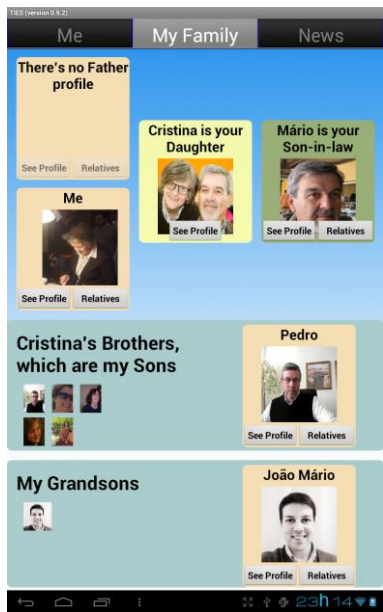 TIES (version 0.9.2)
Me
My Family
News
There's no Father
profile
See Profile
Relatives
Cristina is your
Daughter
See Profile
Mário is your
Son-in-law
See Profile
Relatives
Me
See Profile
Relatives
Cristina's Brothers,
which are my Sons
Pedro
See Profile
Relatives
My Grandsons
João Mário
See Profile
Relatives
23h14